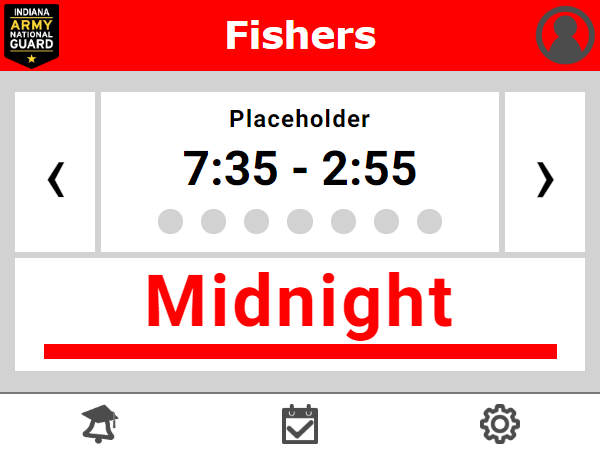 INDIANA
ARMY
NATIONAL
GUARD
Fishers
Placeholder
7:35 - 2:55
Midnight